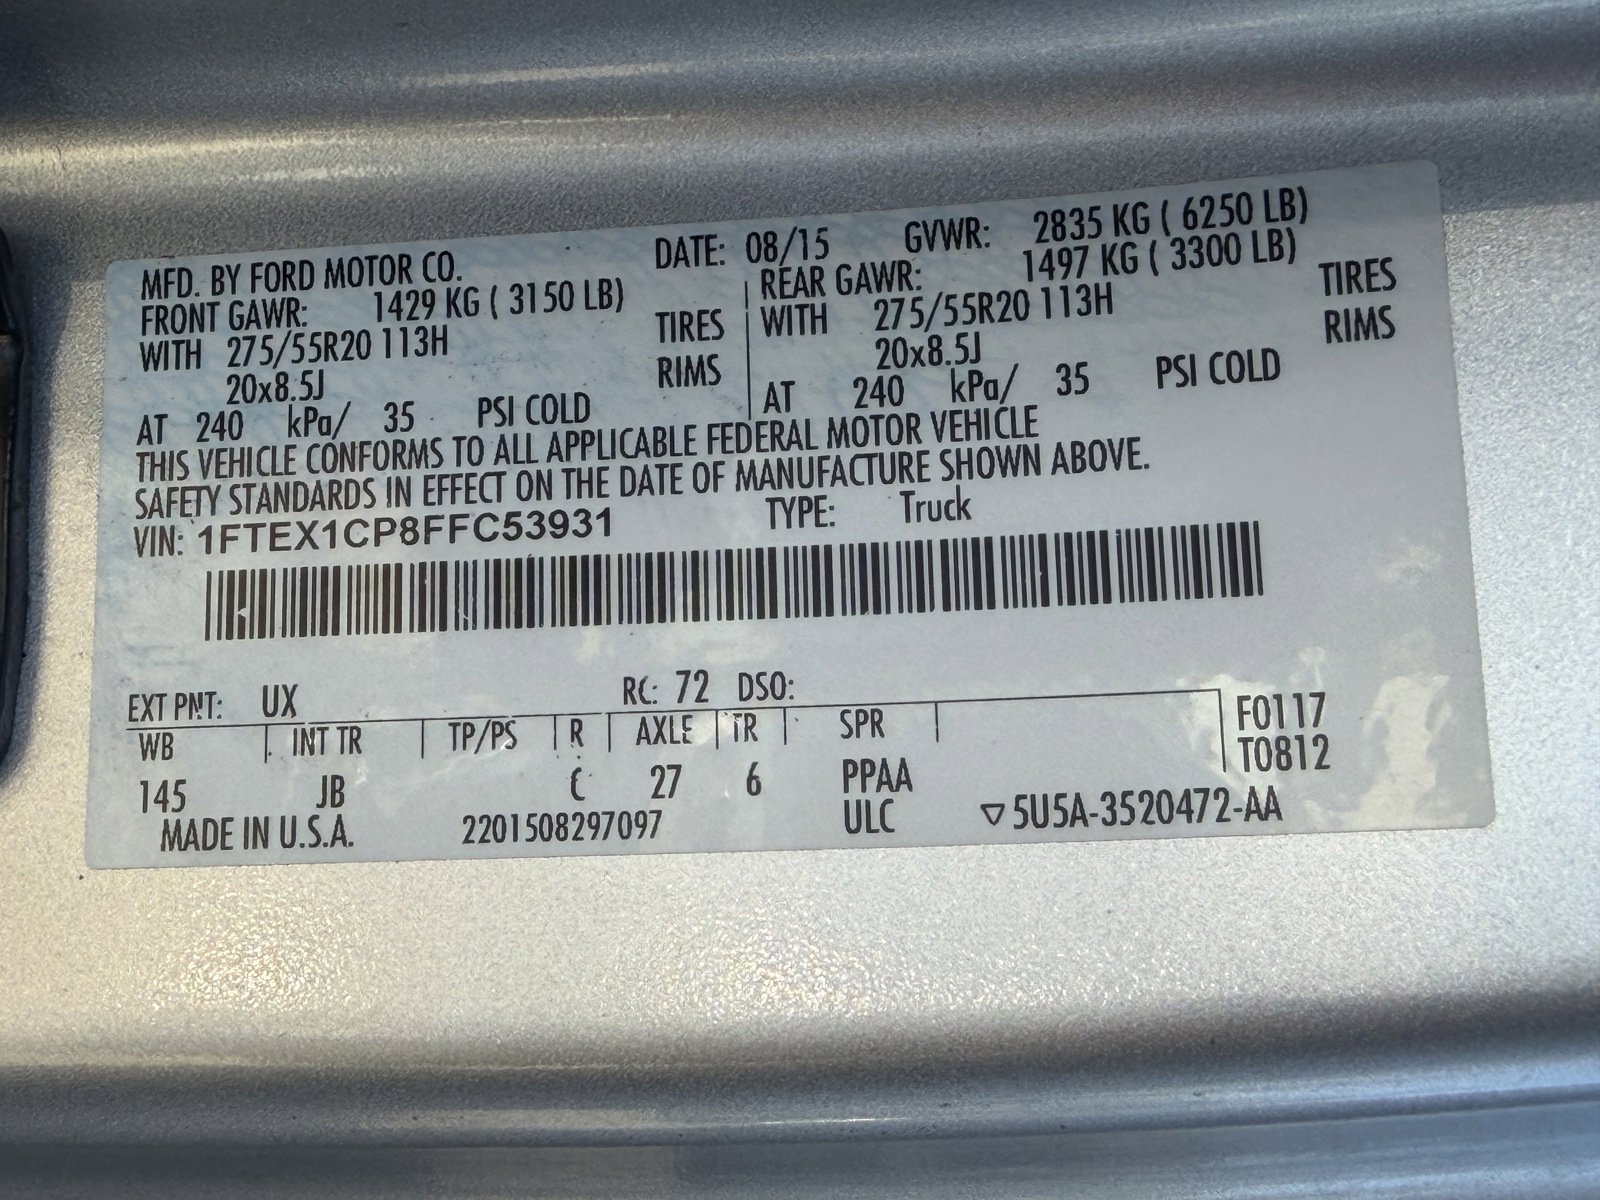 MFD. BY FORD MOTOR CO. DATE: 08/15 GVWR: 2835 KG ( 6250 LB)
FRONT GAWR: 1429 KG ( 3150 LB) REAR GAWR: 1497 KG ( 3300 LB)
WITH 275/55R20 113H TIRES WITH 275/55R20 113H TIRES
20x8.5J RIMS 20x8.5J RIMS
AT 240 kPa/ 35 PSI COLD AT 240 kPa/ 35 PSI COLD
THIS VEHICLE CONFORMS TO ALL APPLICABLE FEDERAL MOTOR VEHICLE
SAFETY STANDARDS IN EFFECT ON THE DATE OF MANUFACTURE SHOWN ABOVE.
VIN: 1FTEX1CP8FFC53931 TYPE: Truck
EXT PNT: UX RC: 72 DSO:
WB INT TR TP/PS R AXLE TR SPR F0117
T0812
145 JB C 27 6 PPAA
MADE IN U.S.A. 2201508297097 ULC ▽5U5A-3520472-AA